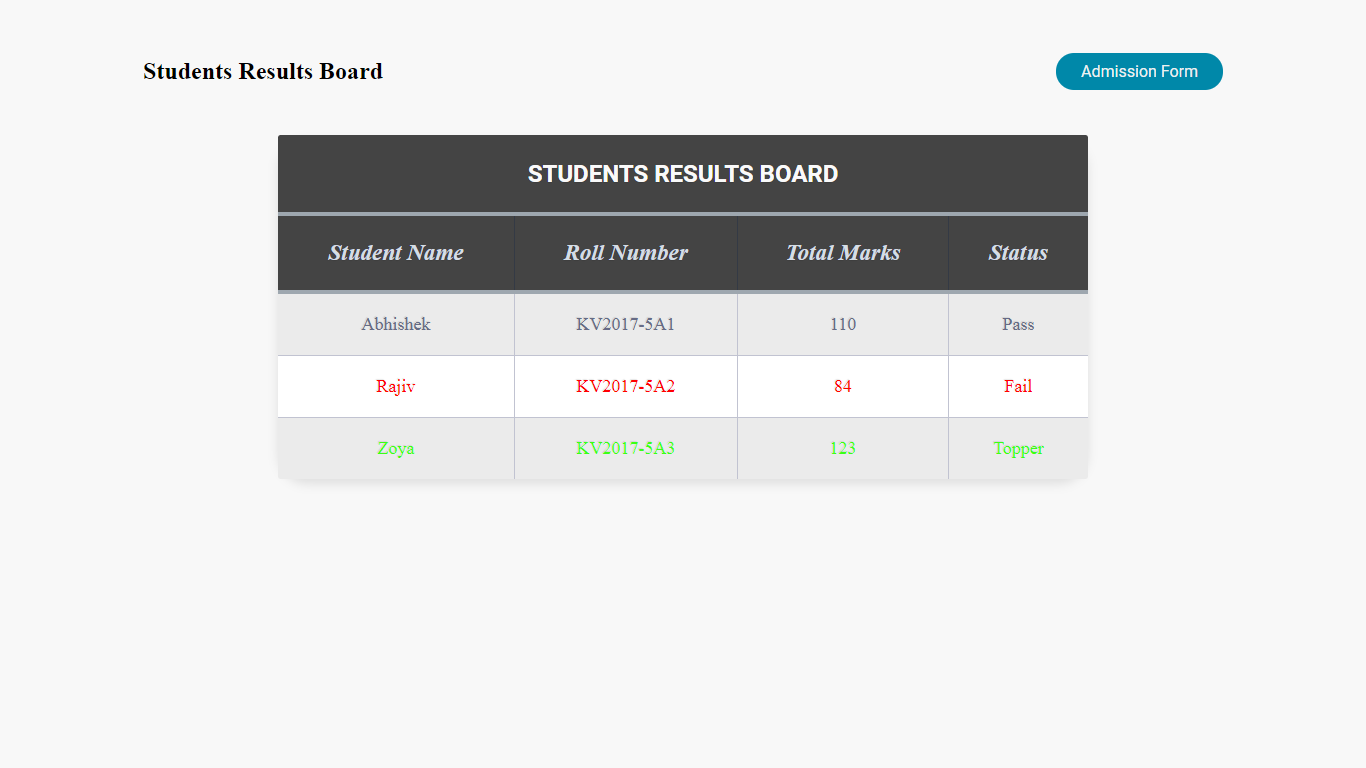 Students Results Board
Admission Form
STUDENTS RESULTS BOARD
Student Name Roll Number Total Marks Status
Abhishek KV2017-5A1 110 Pass
Rajiv KV2017-5A2 84 Fail
Zoya KV2017-5A3 123 Topper